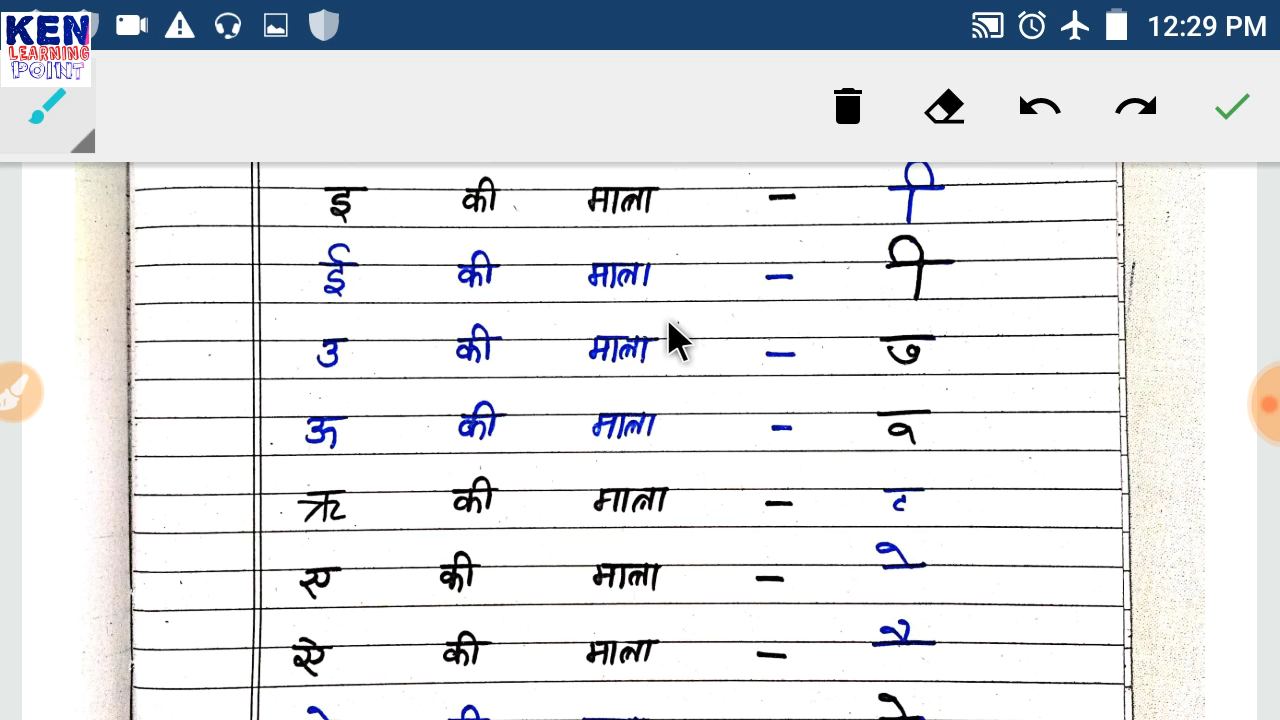 KEN
LEARNING
POINT
12:29 PM
इ की माला - ि
ई की माला - ी
उ की माला - ु
ऊ की माला - ू
ऋ की माला - ृ
ए की माला - े
ऐ की माला - ै